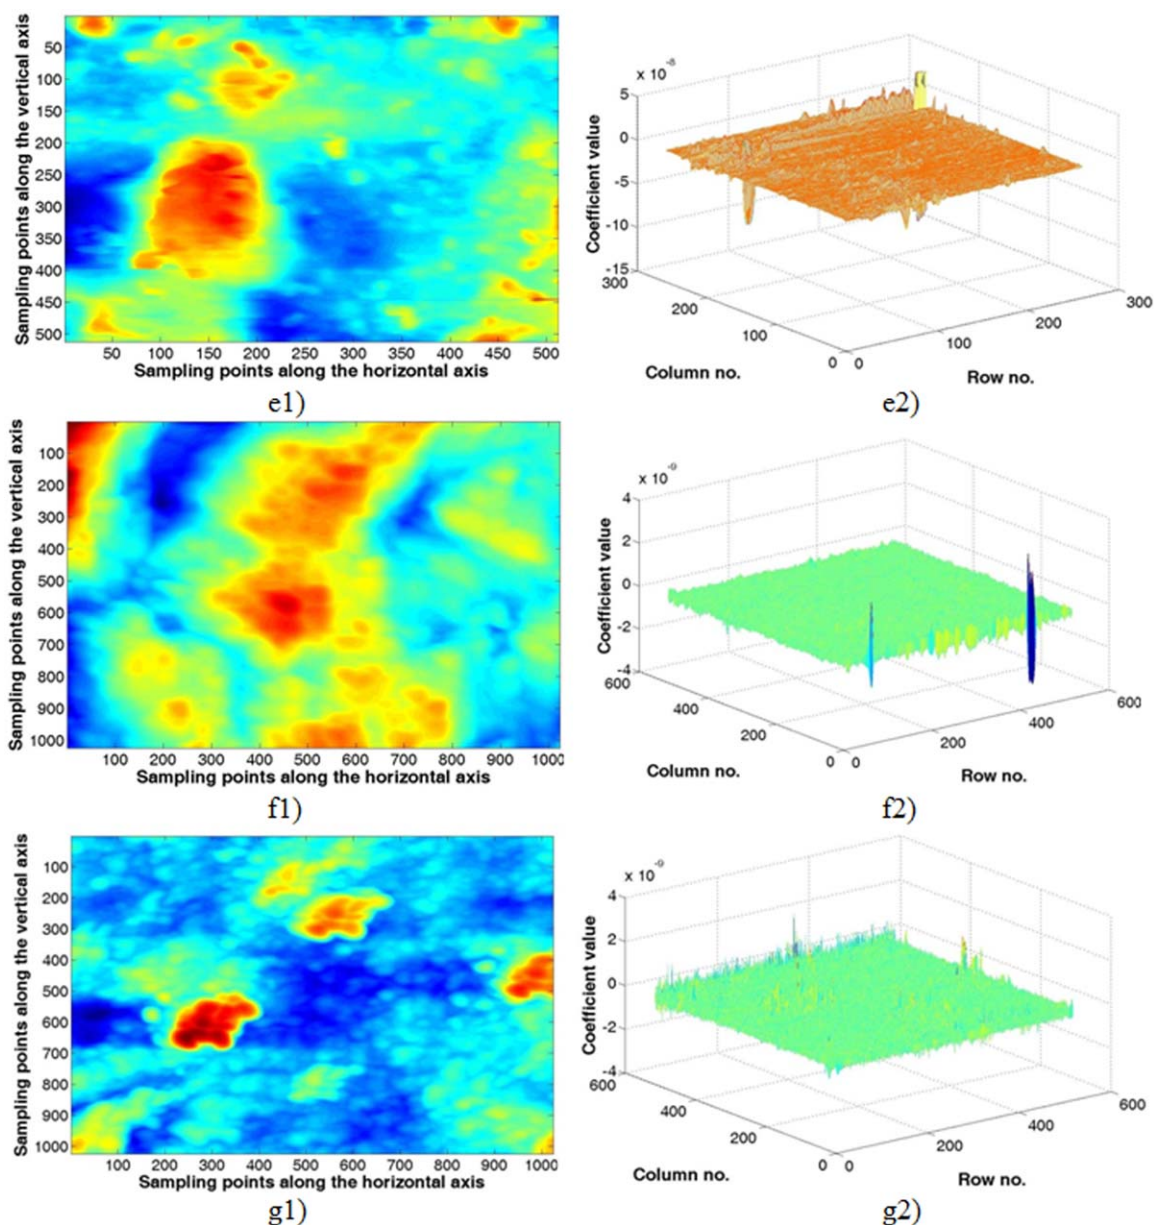 Sampling points along the vertical axis
50
100
150
200
250
300
350
400
450
500
50 100 150 200 250 300 350 400 450 500
Sampling points along the horizontal axis
e1)
x 10⁻⁸
Coefficient value
5
0
-5
-10
-15
300
200
100
0
0
100
200
300
Column no.
Row no.
e2)
Sampling points along the vertical axis
100
200
300
400
500
600
700
800
900
1000
100 200 300 400 500 600 700 800 900 1000
Sampling points along the horizontal axis
f1)
x 10⁻⁹
Coefficient value
4
2
0
-2
-4
600
400
200
0
0
200
400
600
Column no.
Row no.
f2)
Sampling points along the vertical axis
100
200
300
400
500
600
700
800
900
1000
100 200 300 400 500 600 700 800 900 1000
Sampling points along the horizontal axis
g1)
x 10⁻⁹
Coefficient value
4
2
0
-2
-4
600
400
200
0
0
200
400
600
Column no.
Row no.
g2)